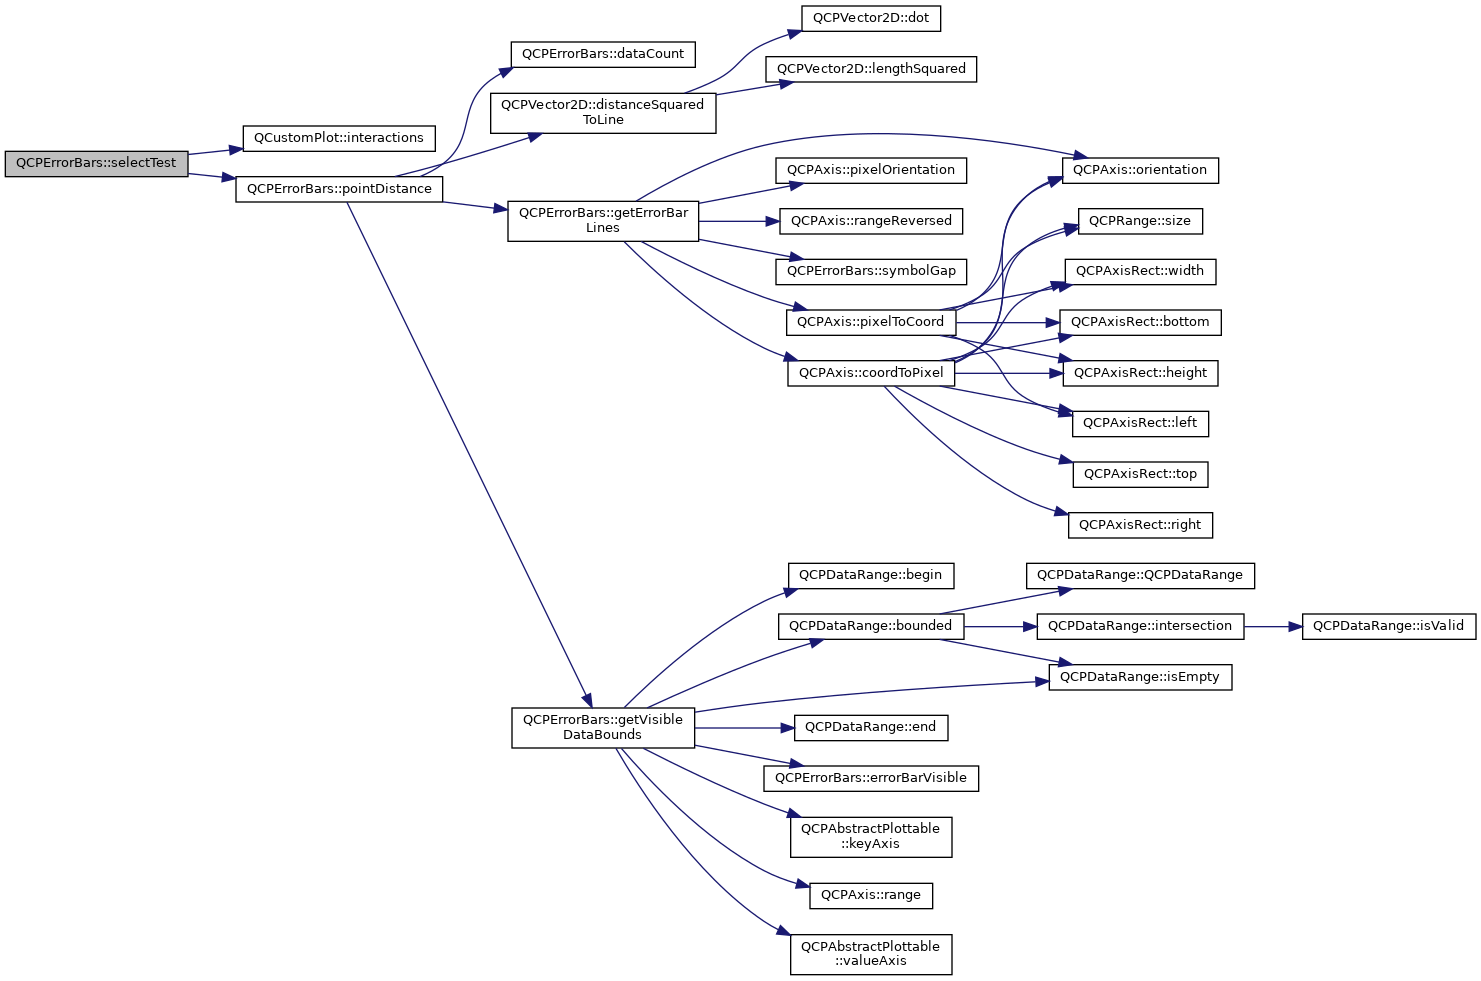 QCPErrorBars::selectTest
QCustomPlot::interactions
QCPErrorBars::pointDistance
QCPErrorBars::dataCount
QCPVector2D::distanceSquared
ToLine
QCPVector2D::dot
QCPVector2D::lengthSquared
QCPErrorBars::getErrorBar
Lines
QCPAxis::pixelOrientation
QCPAxis::rangeReversed
QCPErrorBars::symbolGap
QCPAxis::pixelToCoord
QCPAxis::coordToPixel
QCPAxis::orientation
QCPRange::size
QCPAxisRect::width
QCPAxisRect::bottom
QCPAxisRect::height
QCPAxisRect::left
QCPAxisRect::top
QCPAxisRect::right
QCPErrorBars::getVisible
DataBounds
QCPDataRange::begin
QCPDataRange::bounded
QCPDataRange::QCPDataRange
QCPDataRange::intersection
QCPDataRange::isValid
QCPDataRange::isEmpty
QCPDataRange::end
QCPErrorBars::errorBarVisible
QCPAbstractPlottable
::keyAxis
QCPAxis::range
QCPAbstractPlottable
::valueAxis